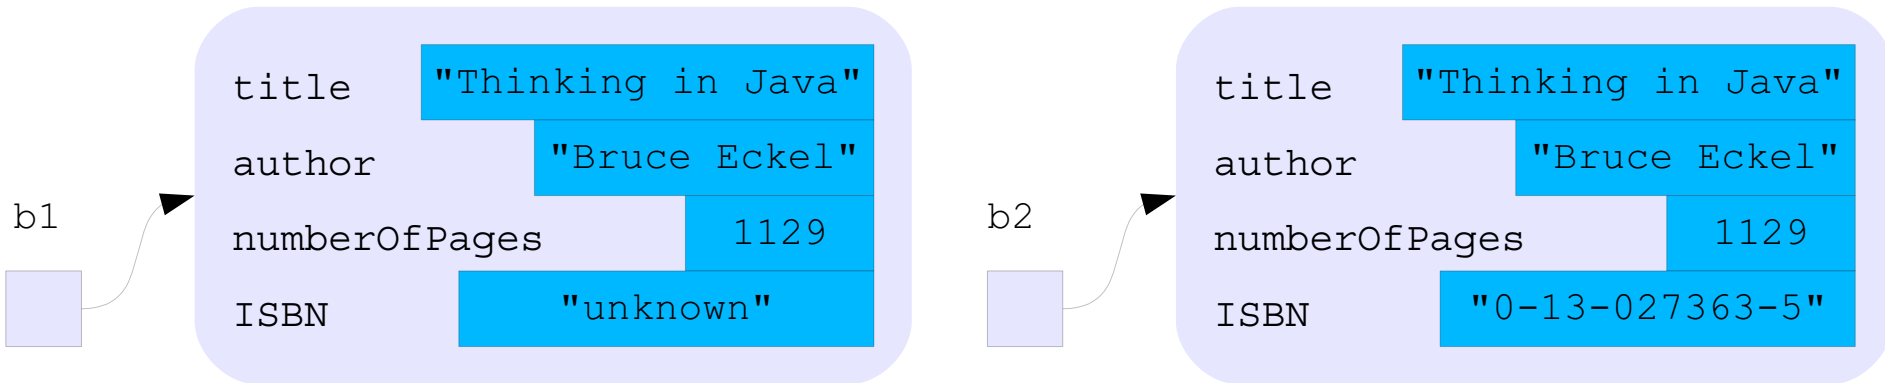 b1
title "Thinking in Java"
author "Bruce Eckel"
numberOfPages 1129
ISBN "unknown"
b2
title "Thinking in Java"
author "Bruce Eckel"
numberOfPages 1129
ISBN "0-13-027363-5"